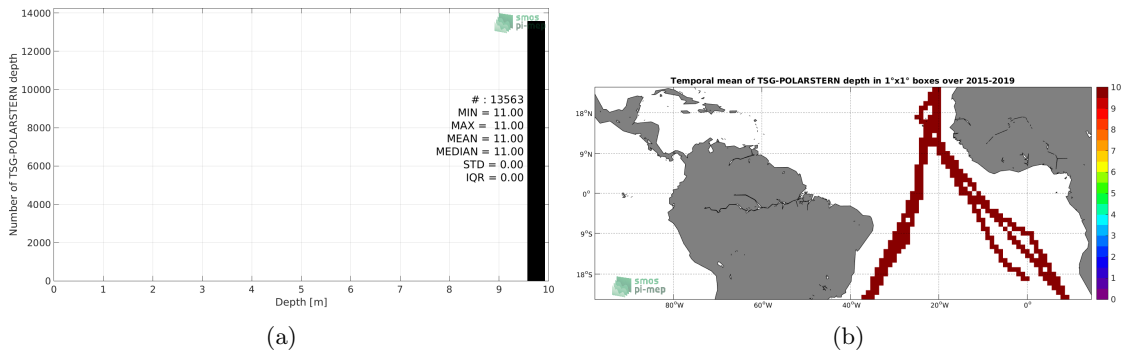 14000
12000
10000
8000
6000
4000
2000
0
Number of TSG-POLARSTERN depth
smos
pi-mep
# : 13563
MIN = 11.00
MAX = 11.00
MEAN = 11.00
MEDIAN = 11.00
STD = 0.00
IQR = 0.00
0 1 2 3 4 5 6 7 8 9 10
Depth [m]
(a)
Temporal mean of TSG-POLARSTERN depth in 1°x1° boxes over 2015-2019
18°N
9°N
0°
9°S
18°S
80°W 60°W 40°W 20°W 0°
smos
pi-mep
10
9
8
7
6
5
4
3
2
1
0
(b)